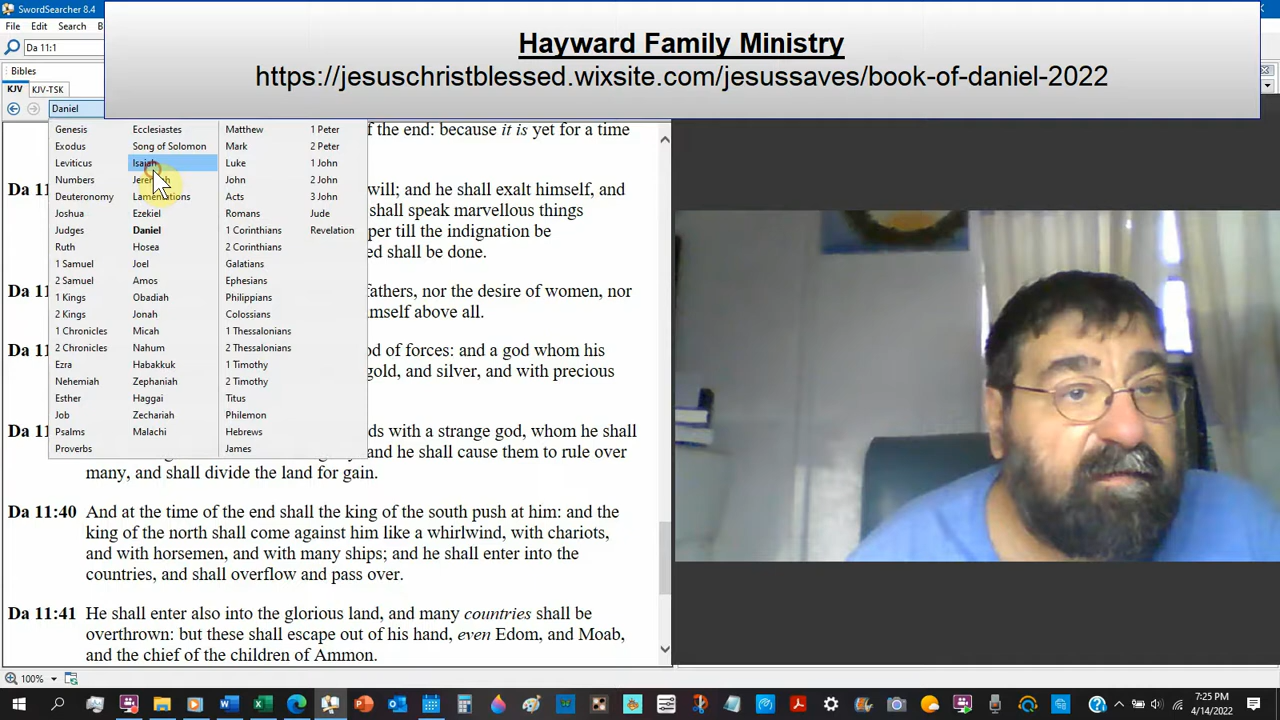 SwordSearcher 8.4
File Edit Search B
Hayward Family Ministry
https://jesuschristblessed.wixsite.com/jesussaves/book-of-daniel-2022
Da 11:1
Bibles
KJV KJV-TSK
Daniel
Genesis Ecclesiastes Matthew 1 Peter
Exodus Song of Solomon Mark 2 Peter
Leviticus Isaiah Luke 1 John
Numbers Jeremiah John 2 John
Deuteronomy Lamentations Acts 3 John
Joshua Ezekiel Romans Jude
Judges Daniel 1 Corinthians Revelation
Ruth Hosea 2 Corinthians
1 Samuel Joel Galatians
2 Samuel Amos Ephesians
1 Kings Obadiah Philippians
2 Kings Jonah Colossians
1 Chronicles Micah 1 Thessalonians
2 Chronicles Nahum 2 Thessalonians
Ezra Habakkuk 1 Timothy
Nehemiah Zephaniah 2 Timothy
Esther Haggai Titus
Job Zechariah Philemon
Psalms Malachi Hebrews
Proverbs James
of the end: because it is yet for a time
Da 11 will; and he shall exalt himself, and
shall speak marvellous things
per till the indignation be
ed shall be done.
Da 11 fathers, nor the desire of women, nor
mself above all.
Da 11 od of forces: and a god whom his
gold, and silver, and with precious
Da 11 ds with a strange god, whom he shall
and he shall cause them to rule over
many, and shall divide the land for gain.
Da 11:40 And at the time of the end shall the king of the south push at him: and the
king of the north shall come against him like a whirlwind, with chariots,
and with horsemen, and with many ships; and he shall enter into the
countries, and shall overflow and pass over.
Da 11:41 He shall enter also into the glorious land, and many countries shall be
overthrown: but these shall escape out of his hand, even Edom, and Moab,
and the chief of the children of Ammon.
100%
7:25 PM
4/14/2022